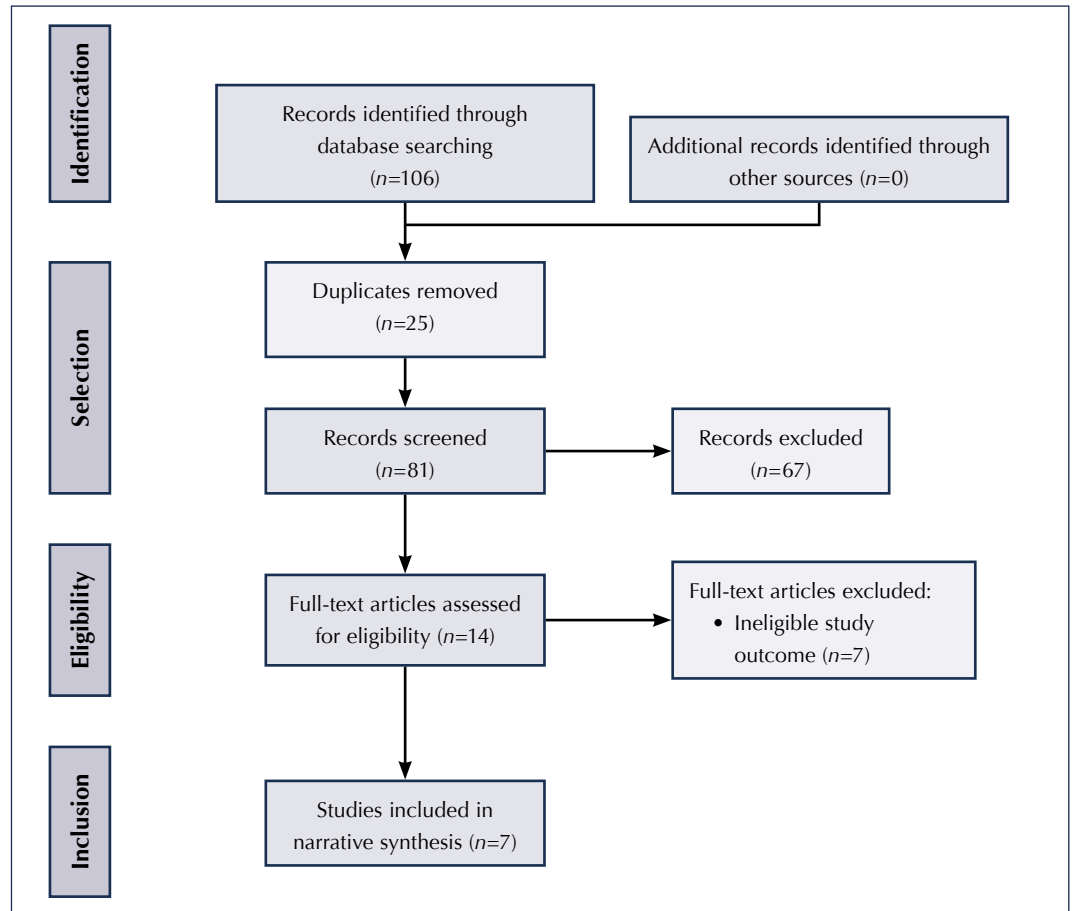 Identification
Records identified through
database searching
(n=106)
Additional records identified through
other sources (n=0)
Selection
Duplicates removed
(n=25)
Records screened
(n=81)
Records excluded
(n=67)
Eligibility
Full-text articles assessed
for eligibility (n=14)
Full-text articles excluded:
• Ineligible study
outcome (n=7)
Inclusion
Studies included in
narrative synthesis (n=7)